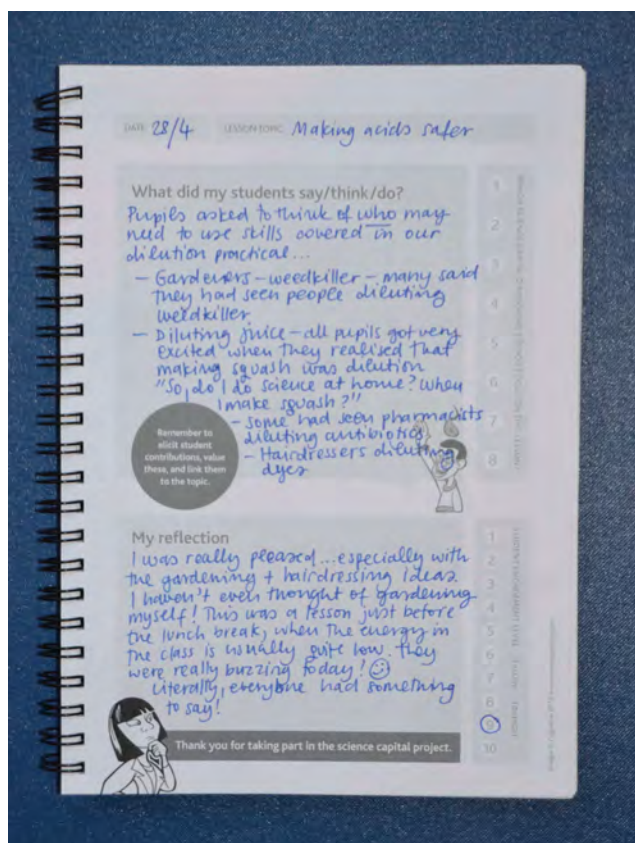 DATE: 28/4 LESSON TOPIC: Making acids safer
What did my students say/think/do?
Pupils asked to think of who may
need to use skills covered in our
dilution practical...
- Gardeners - weedkiller - many said
they had seen people diluting
weedkiller
- Diluting juice - all pupils got very
excited when they realised that
making squash was dilution
"So, do I do science at home? When
I make squash?"
- some had seen pharmacists
diluting antibiotics
- Hairdressers diluting
dyes
Remember to
elicit student
contributions, value
these, and link them
to the topic.
1
2
3
4
5
6
7
8
My reflection
I was really pleased...especially with
the gardening + hairdressing ideas.
I haven't even thought of gardening
myself! This was a lesson just before
the lunch break, when the energy in
the class is usually quite low. They
were really buzzing today!
Literally, everyone had something
to say!
1
2
3
4
5
6
7
8
9
10
Thank you for taking part in the science capital project.